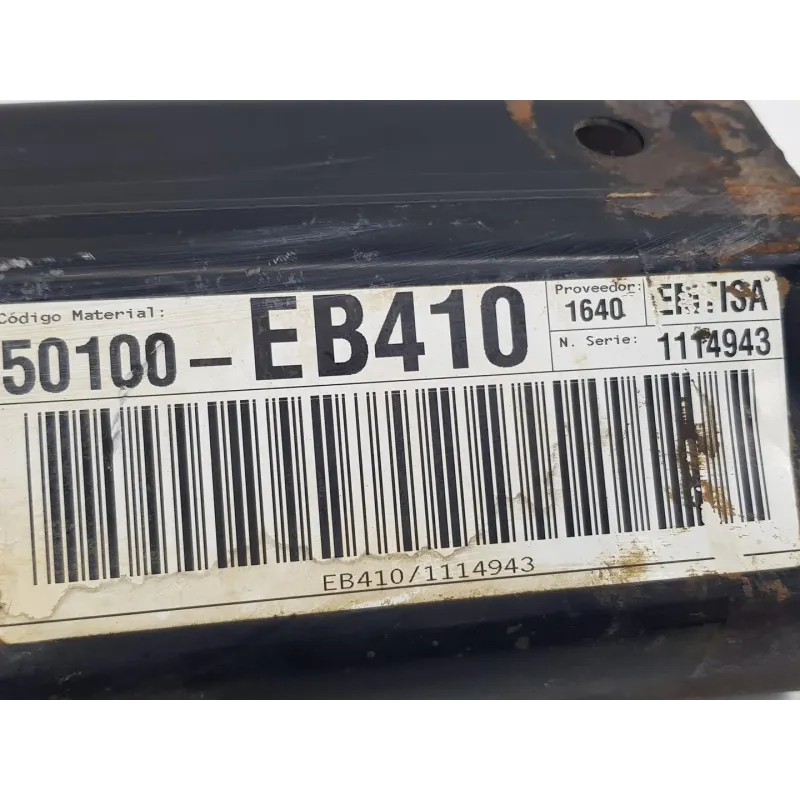 Código Material:
50100-EB410
Proveedor:
1640
N. Serie:
1114943
EB410/1114943